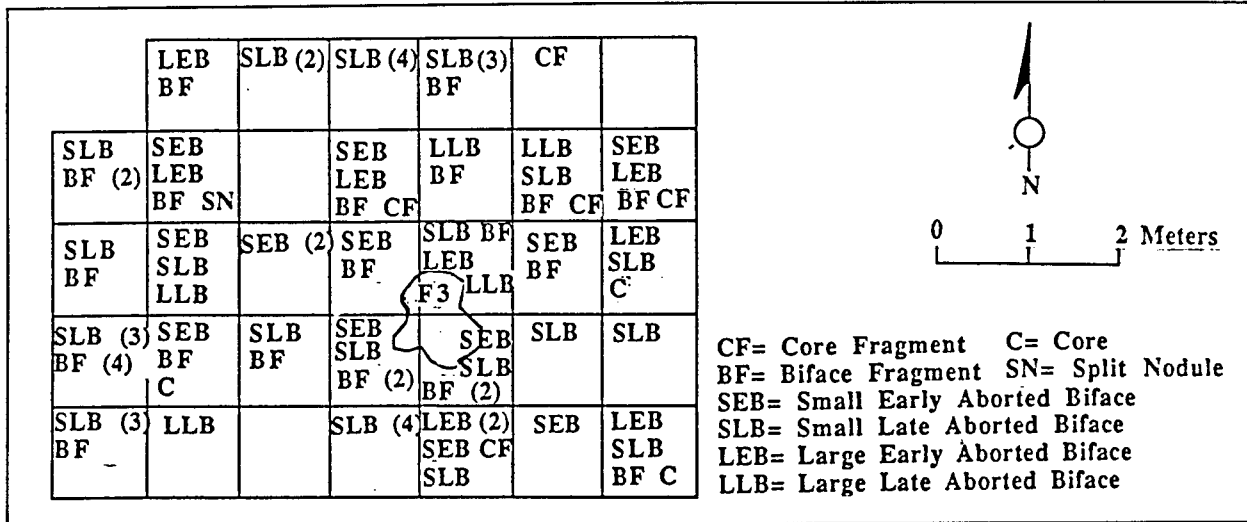 LEB
BF
SLB (2)
SLB (4)
SLB (3)
BF
CF
SLB
BF (2)
SEB
LEB
BF SN
SEB
LEB
BF CF
LLB
BF
LLB
SLB
BF CF
SEB
LEB
BF CF
SLB
BF
SEB
SLB
LLB
SEB (2)
SEB
BF
SLB BF
LEB
LLB
F3
SEB
BF
LEB
SLB
C
SLB (3)
BF (4)
SEB
BF
C
SLB
BF
SEB
SLB
BF (2)
SEB
SLB
BF (2)
SLB
SLB
SLB (3)
BF
LLB
SLB (4)
LEB (2)
SEB CF
SLB
SEB
LEB
SLB
BF C
N
0 1 2 Meters
CF= Core Fragment C= Core
BF= Biface Fragment SN= Split Nodule
SEB= Small Early Aborted Biface
SLB= Small Late Aborted Biface
LEB= Large Early Aborted Biface
LLB= Large Late Aborted Biface